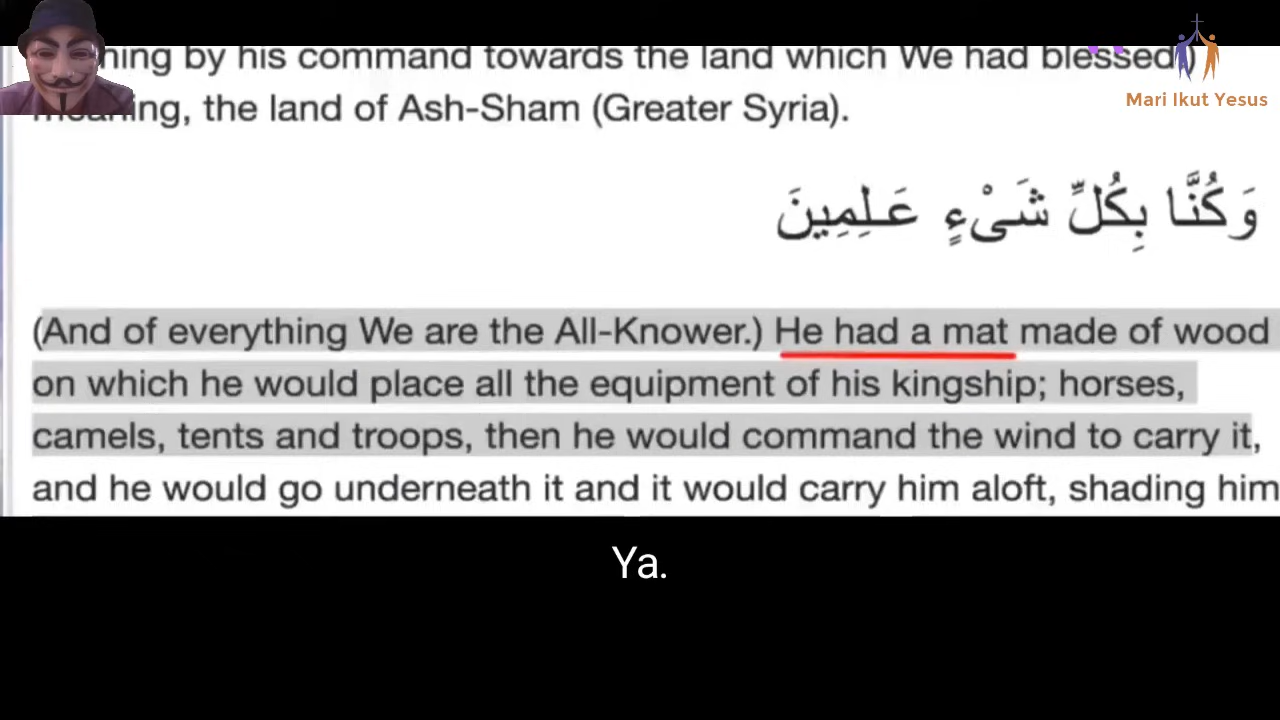 ning by his command towards the land which We had blessed)
Mari Ikut Yesus
meaning, the land of Ash-Sham (Greater Syria).
وَكُنَّا بِكُلِّ شَىْءٍ عَـلِمِينَ
(And of everything We are the All-Knower.) He had a mat made of wood
on which he would place all the equipment of his kingship; horses,
camels, tents and troops, then he would command the wind to carry it,
and he would go underneath it and it would carry him aloft, shading him
Ya.